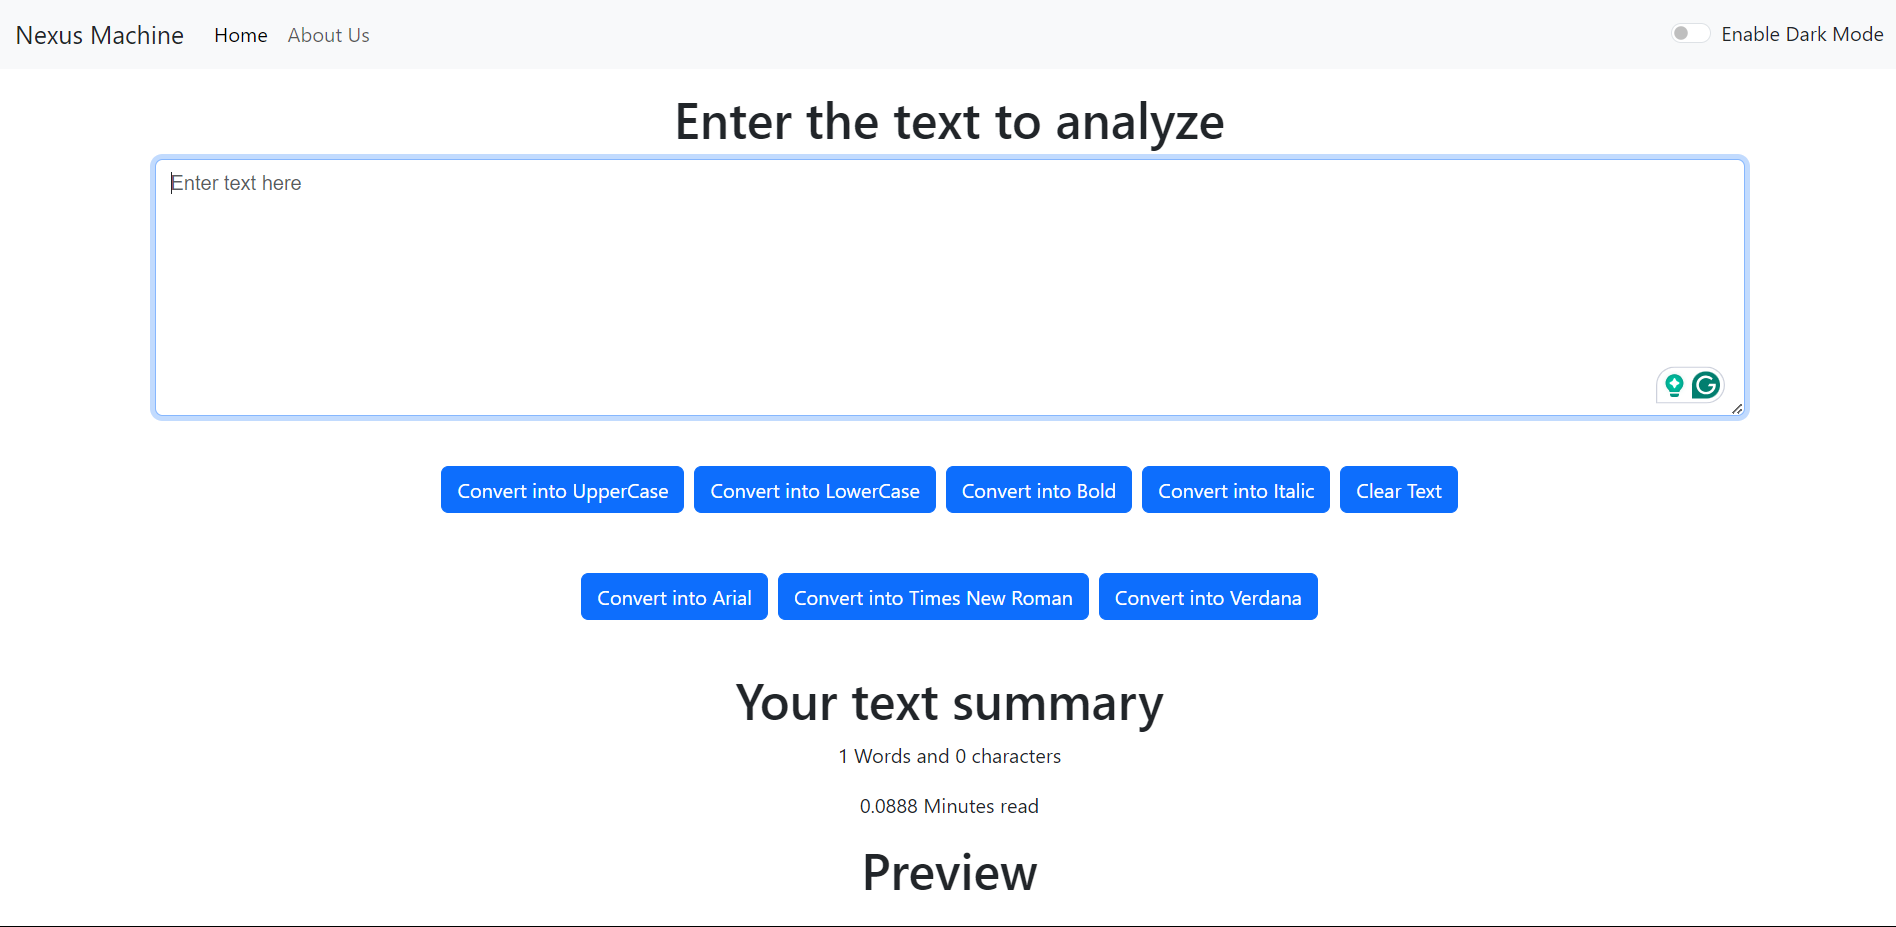 Nexus Machine Home About Us Enable Dark Mode
Enter the text to analyze
Enter text here
Convert into UpperCase Convert into LowerCase Convert into Bold Convert into Italic Clear Text
Convert into Arial Convert into Times New Roman Convert into Verdana
Your text summary
1 Words and 0 characters
0.0888 Minutes read
Preview